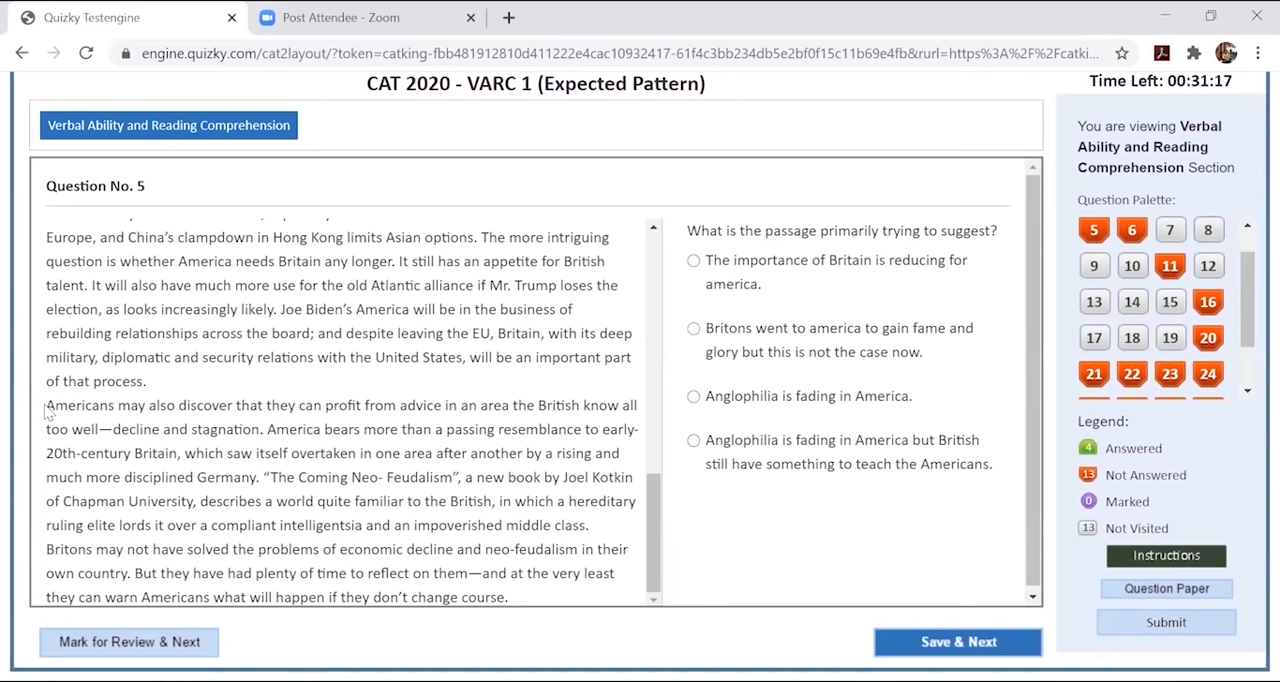 Quizky Testengine
Post Attendee - Zoom
engine.quizky.com/cat2layout/?token=catking-fbb481912810d411222e4cac10932417-61f4c3bb234db5e2bf0f15c11b69e4fb&rurl=https%3A%2F%2Fcatki...
CAT 2020 - VARC 1 (Expected Pattern)
Time Left: 00:31:17
Verbal Ability and Reading Comprehension
Question No. 5
Europe, and China's clampdown in Hong Kong limits Asian options. The more intriguing
question is whether America needs Britain any longer. It still has an appetite for British
talent. It will also have much more use for the old Atlantic alliance if Mr. Trump loses the
election, as looks increasingly likely. Joe Biden's America will be in the business of
rebuilding relationships across the board; and despite leaving the EU, Britain, with its deep
military, diplomatic and security relations with the United States, will be an important part
of that process.
Americans may also discover that they can profit from advice in an area the British know all
too well—decline and stagnation. America bears more than a passing resemblance to early-
20th-century Britain, which saw itself overtaken in one area after another by a rising and
much more disciplined Germany. "The Coming Neo- Feudalism", a new book by Joel Kotkin
of Chapman University, describes a world quite familiar to the British, in which a hereditary
ruling elite lords it over a compliant intelligentsia and an impoverished middle class.
Britons may not have solved the problems of economic decline and neo-feudalism in their
own country. But they have had plenty of time to reflect on them—and at the very least
they can warn Americans what will happen if they don't change course.
What is the passage primarily trying to suggest?
The importance of Britain is reducing for
america.
Britons went to america to gain fame and
glory but this is not the case now.
Anglophilia is fading in America.
Anglophilia is fading in America but British
still have something to teach the Americans.
Mark for Review & Next
Save & Next
You are viewing Verbal
Ability and Reading
Comprehension Section
Question Palette:
5 6 7 8
9 10 11 12
13 14 15 16
17 18 19 20
21 22 23 24
Legend:
4 Answered
13 Not Answered
0 Marked
13 Not Visited
Instructions
Question Paper
Submit